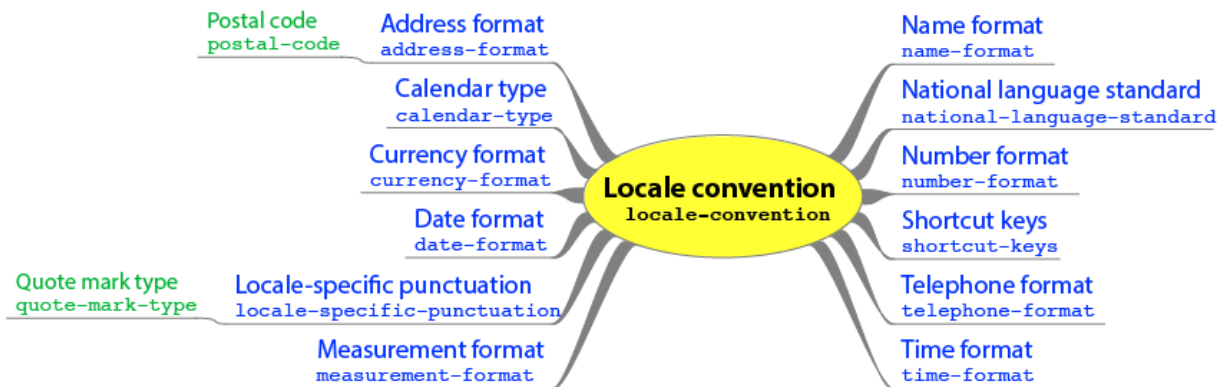 Postal code
postal-code
Address format
address-format
Calendar type
calendar-type
Currency format
currency-format
Date format
date-format
Quote mark type
quote-mark-type
Locale-specific punctuation
locale-specific-punctuation
Measurement format
measurement-format
Locale convention
locale-convention
Name format
name-format
National language standard
national-language-standard
Number format
number-format
Shortcut keys
shortcut-keys
Telephone format
telephone-format
Time format
time-format